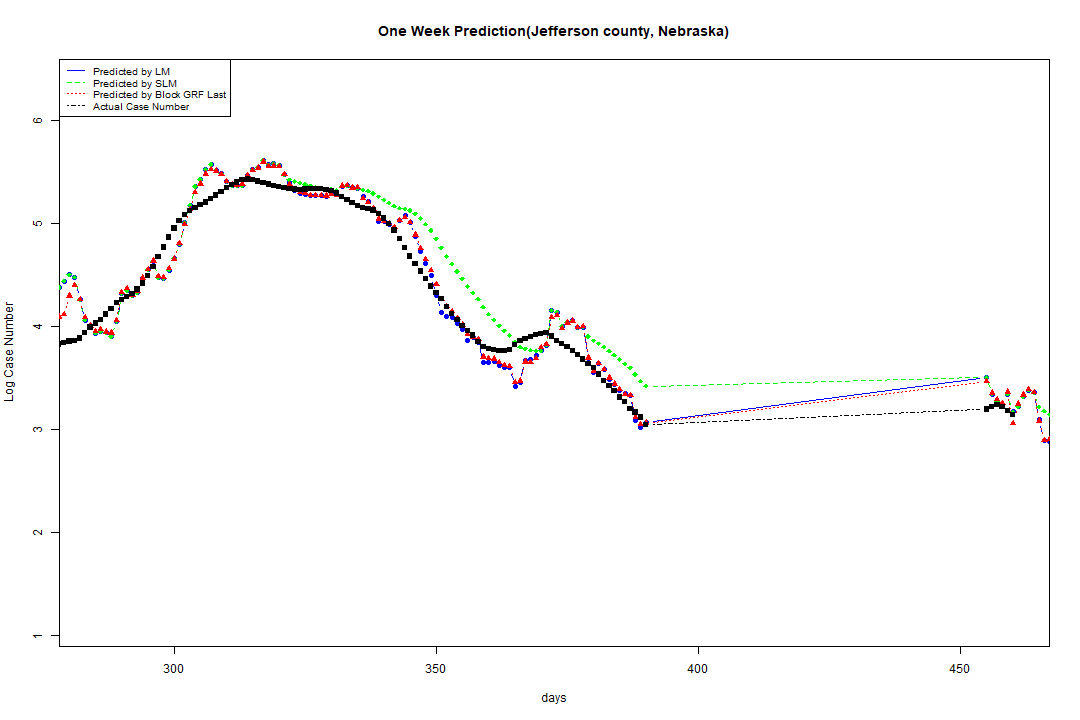 One Week Prediction(Jefferson county, Nebraska)
Predicted by LM
Predicted by SLM
Predicted by Block GRF Last
Actual Case Number
Log Case Number
6
5
4
3
2
1
300 350 400 450
days